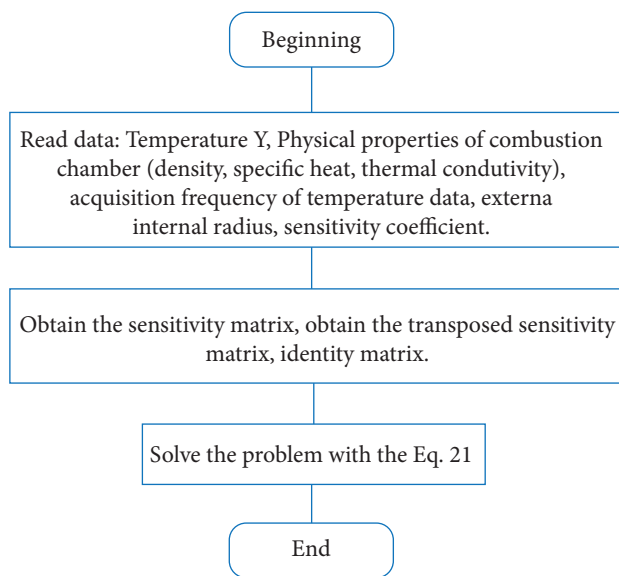 Beginning
Read data: Temperature Y, Physical properties of combustion
chamber (density, specific heat, thermal condutivity),
acquisition frequency of temperature data, externa
internal radius, sensitivity coefficient.
Obtain the sensitivity matrix, obtain the transposed sensitivity
matrix, identity matrix.
Solve the problem with the Eq. 21
End